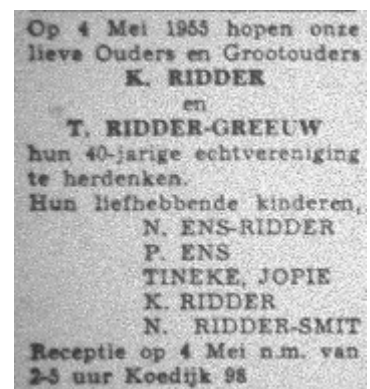 Op 4 Mei 1955 hopen onze
lieve Ouders en Grootouders
K. RIDDER
en
T. RIDDER-GREEUW
hun 40-jarige echtvereniging
te herdenken.
Hun liefhebbende kinderen,
N. ENS-RIDDER
P. ENS
TINEKE, JOPIE
K. RIDDER
N. RIDDER-SMIT
Receptie op 4 Mei n.m. van
2-5 uur Koedijk 98